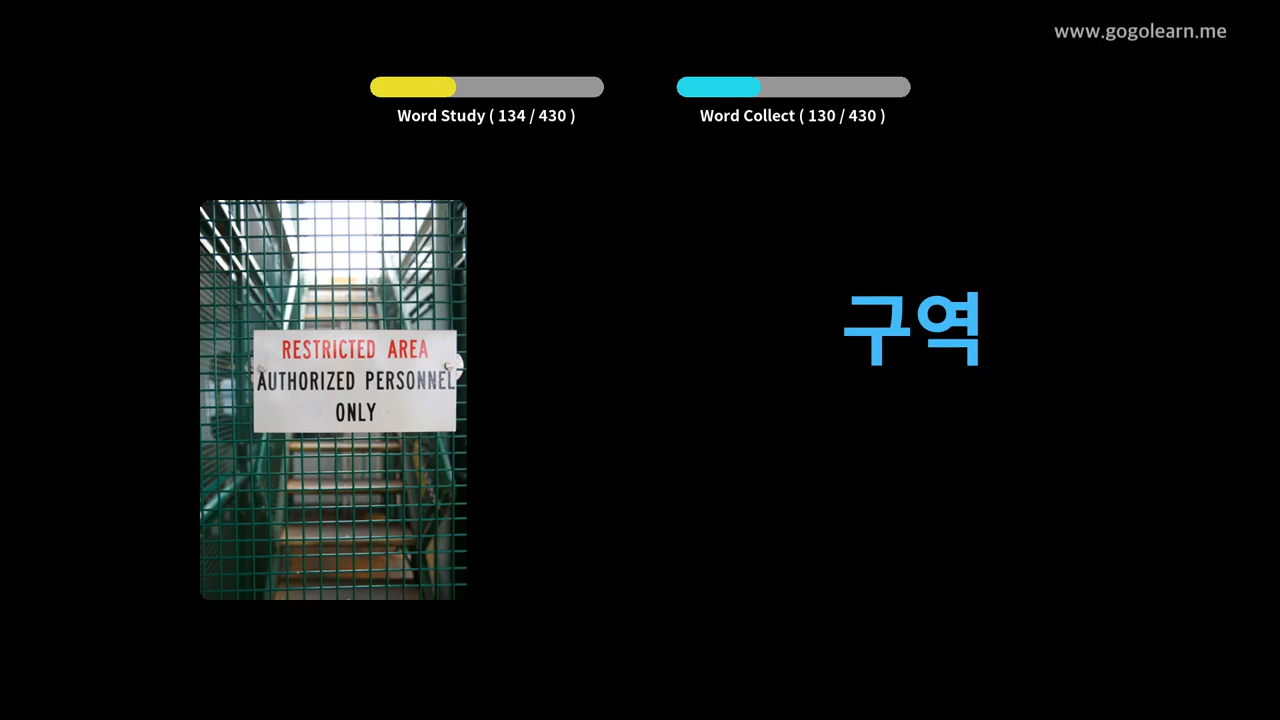 www.gogolearn.me
Word Study ( 134 / 430 )
Word Collect ( 130 / 430 )
RESTRICTED AREA
AUTHORIZED PERSONNEL
ONLY
구역